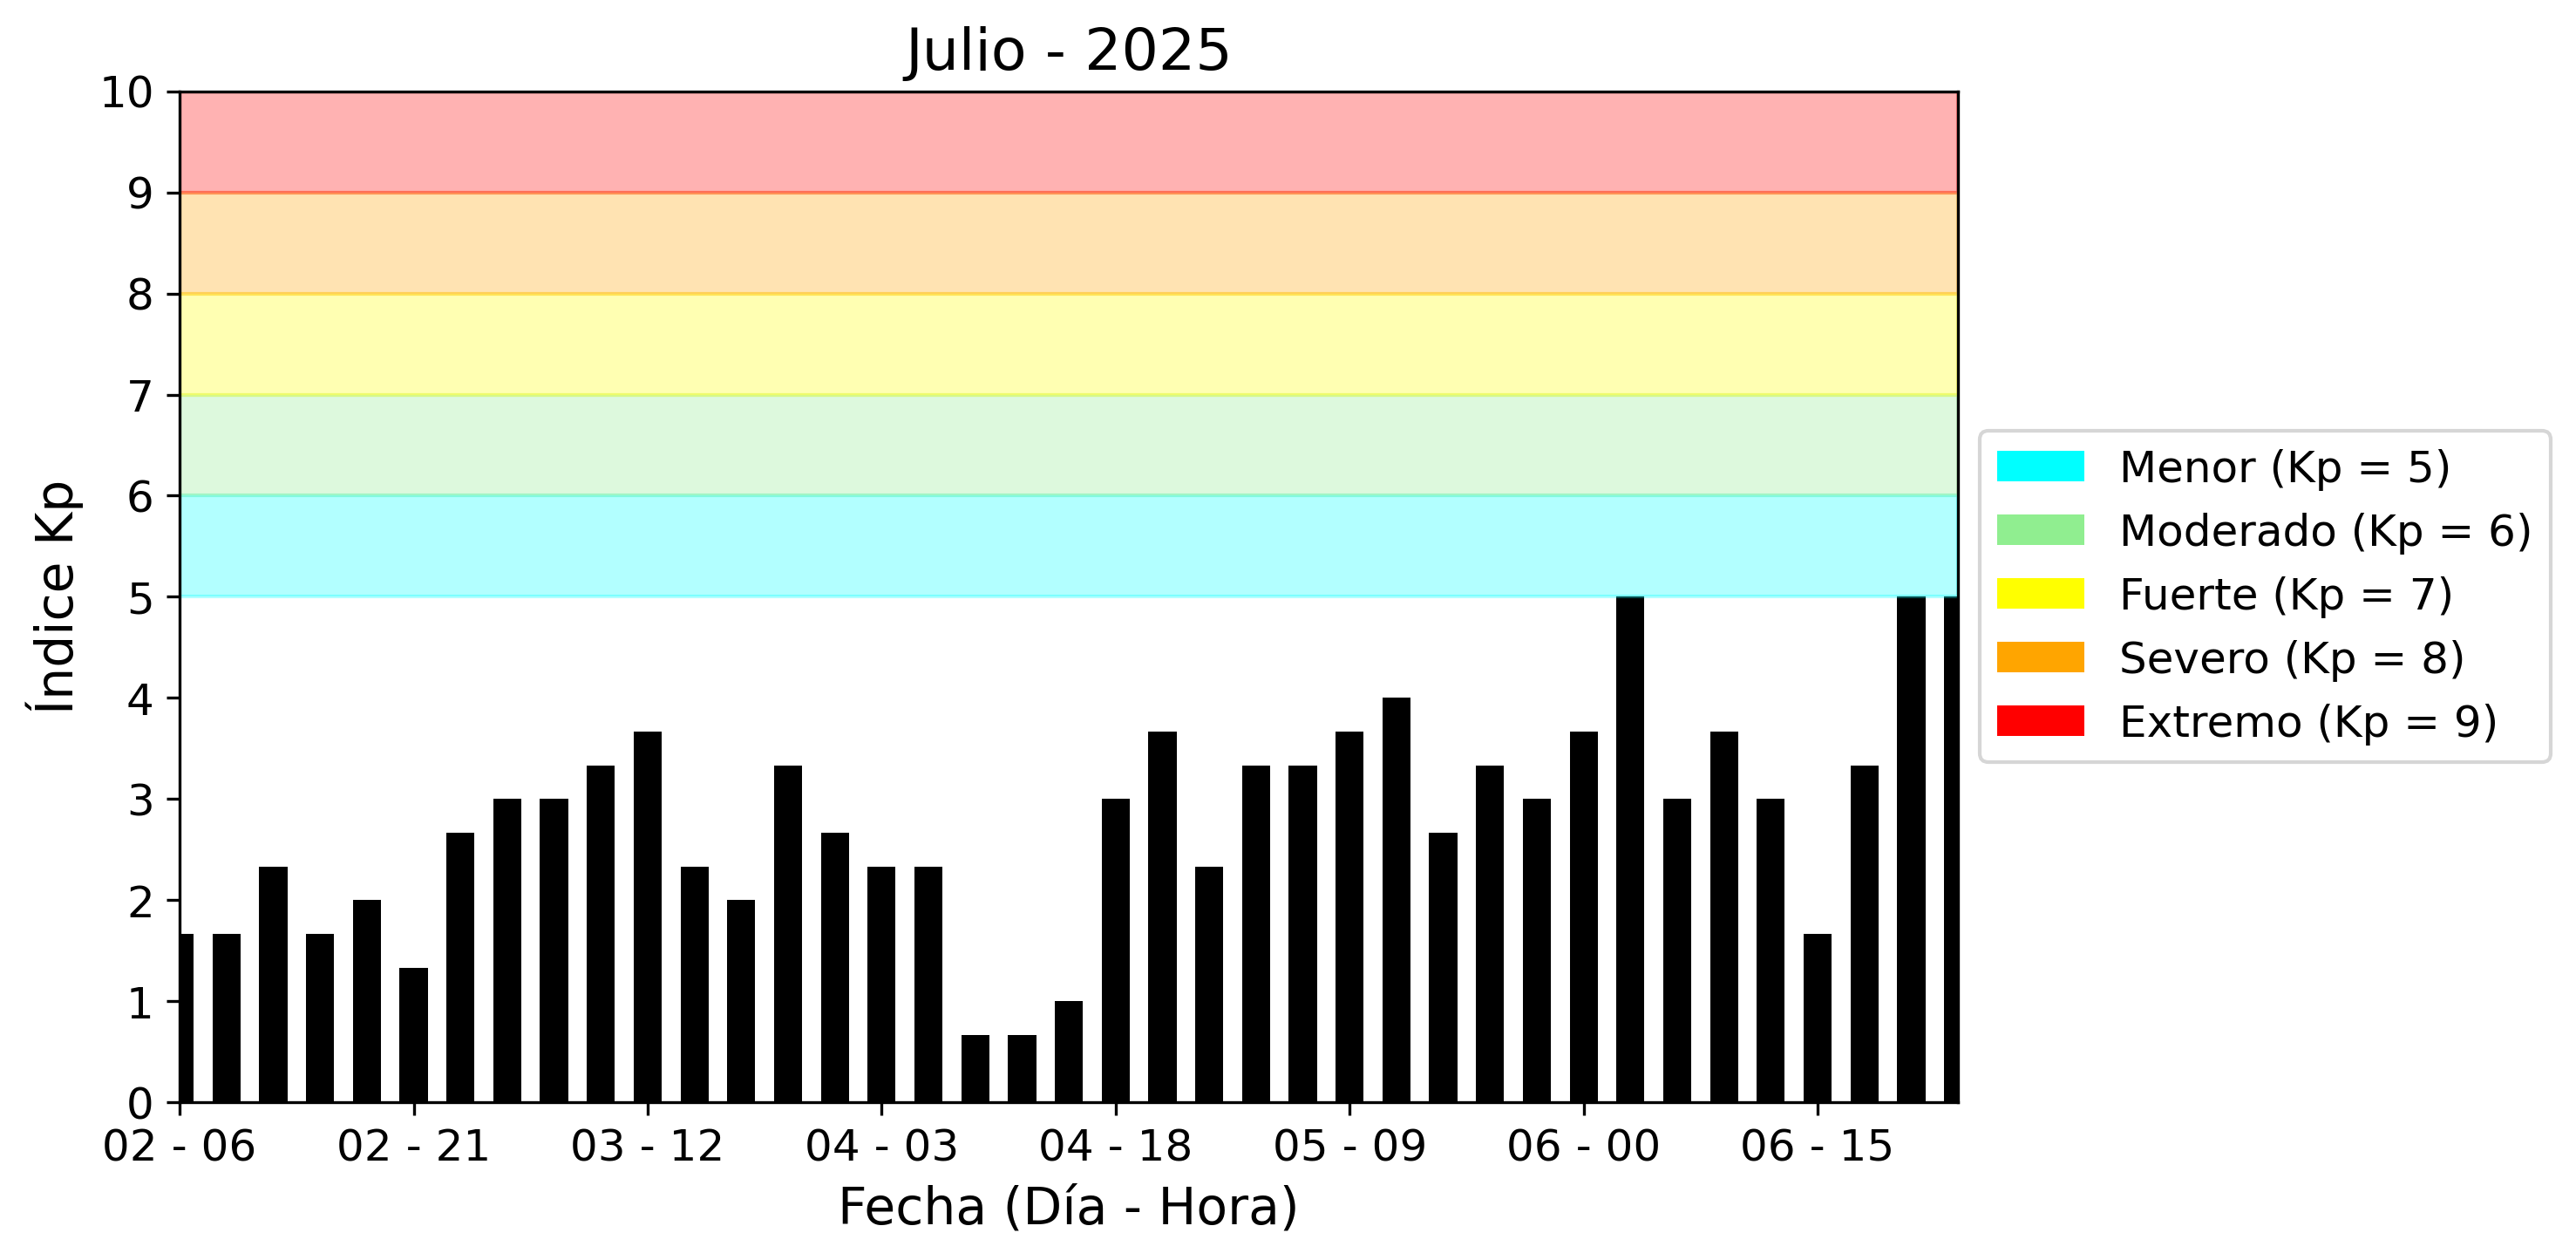 Julio - 2025
10
9
8
7
6
5
4
3
2
1
0
Índice Kp
02 - 06
02 - 21
03 - 12
04 - 03
04 - 18
05 - 09
06 - 00
06 - 15
Fecha (Día - Hora)
Menor (Kp = 5)
Moderado (Kp = 6)
Fuerte (Kp = 7)
Severo (Kp = 8)
Extremo (Kp = 9)